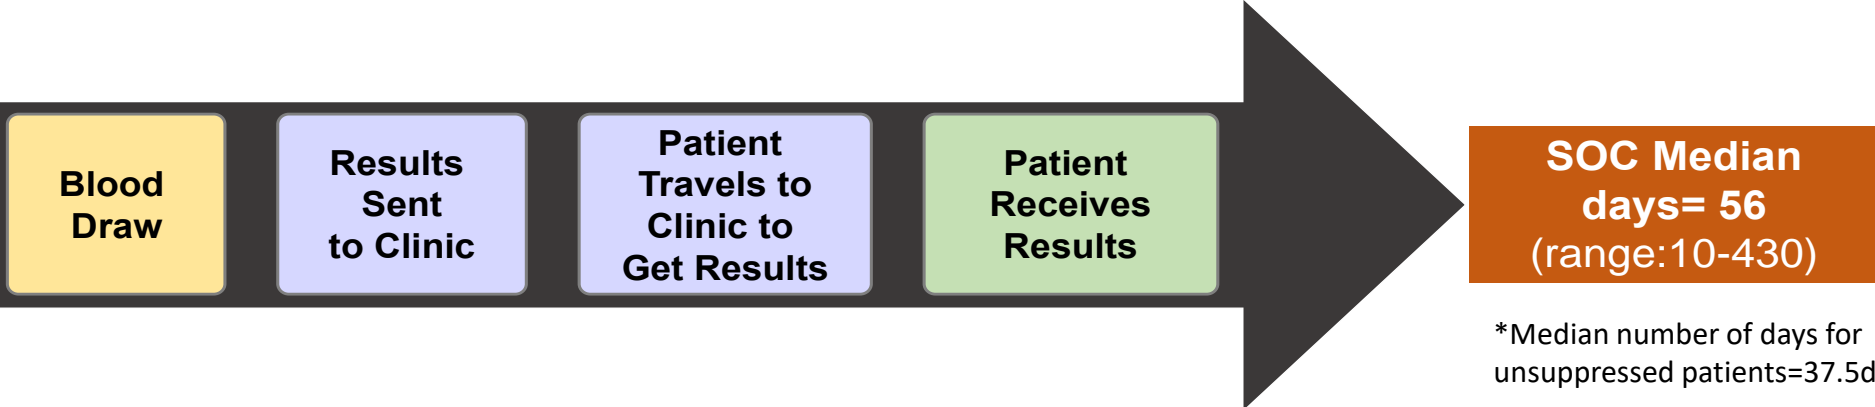 Blood
Draw
Results
Sent
to Clinic
Patient
Travels to
Clinic to
Get Results
Patient
Receives
Results
SOC Median
days= 56
(range:10-430)
*Median number of days for
unsuppressed patients=37.5d